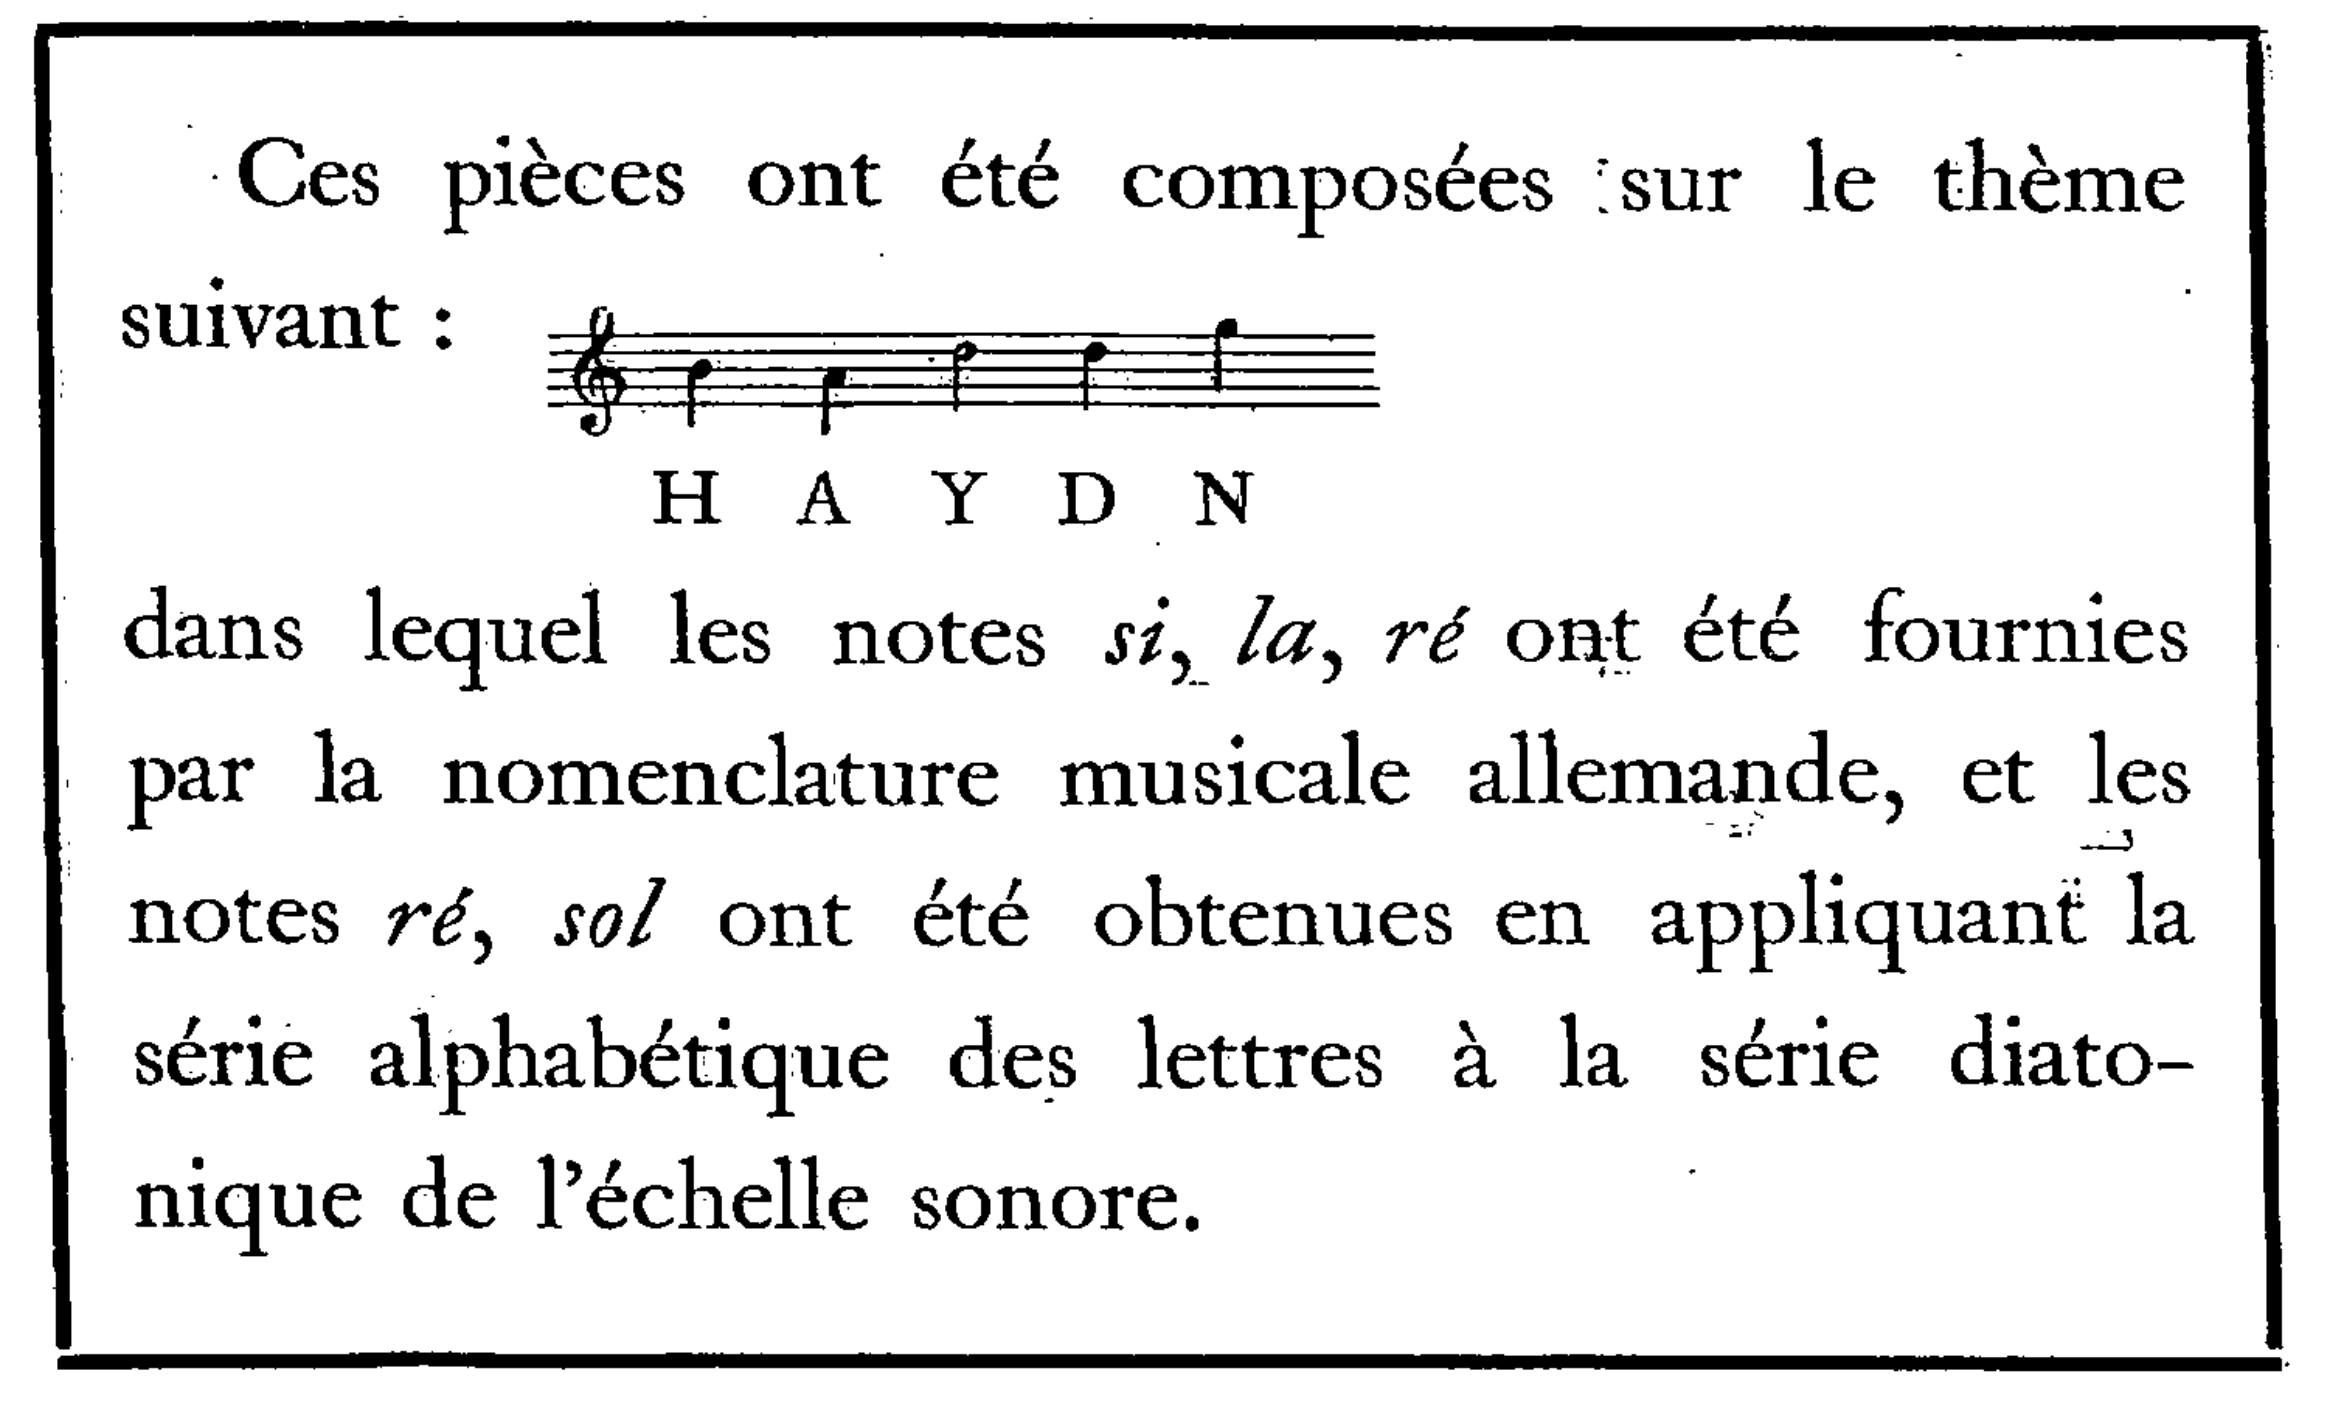 Ces pièces ont été composées sur le thème
suivant :
H A Y D N
dans lequel les notes si, la, ré ont été fournies
par la nomenclature musicale allemande, et les
notes ré, sol ont été obtenues en appliquant la
série alphabétique des lettres à la série diato-
nique de l'échelle sonore.